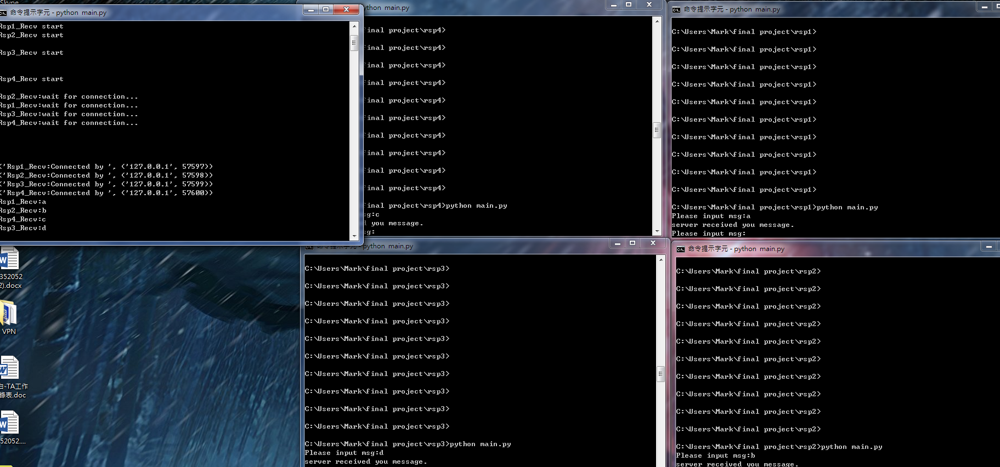 Skype
命令提示字元 - python  main.py
Rsp1_Recv start
Rsp2_Recv start
Rsp3_Recv start
Rsp4_Recv start
Rsp2_Recv:wait for connection...
Rsp1_Recv:wait for connection...
Rsp3_Recv:wait for connection...
Rsp4_Recv:wait for connection...
('Rsp1_Recv:Connected by ', ('127.0.0.1', 57597))
('Rsp2_Recv:Connected by ', ('127.0.0.1', 57598))
('Rsp3_Recv:Connected by ', ('127.0.0.1', 57599))
('Rsp4_Recv:Connected by ', ('127.0.0.1', 57600))
Rsp1_Recv:a
Rsp2_Recv:b
Rsp4_Recv:c
Rsp3_Recv:d
ython  main.py
inal project\rsp4>
inal project\rsp4>
inal project\rsp4>
inal project\rsp4>
inal project\rsp4>
inal project\rsp4>
inal project\rsp4>
inal project\rsp4>
inal project\rsp4>
inal project\rsp4>
inal project\rsp4>python main.py
sg:c
you message.
sg:
命令提示字元 - python  main.py
C:\Users\Mark\final project\rsp1>
C:\Users\Mark\final project\rsp1>
C:\Users\Mark\final project\rsp1>
C:\Users\Mark\final project\rsp1>
C:\Users\Mark\final project\rsp1>
C:\Users\Mark\final project\rsp1>
C:\Users\Mark\final project\rsp1>
C:\Users\Mark\final project\rsp1>
C:\Users\Mark\final project\rsp1>
C:\Users\Mark\final project\rsp1>
C:\Users\Mark\final project\rsp1>python main.py
Please input msg:a
server received you message.
Please input msg:
352052
2).docx
VPN
白-TA工作
錄表.doc
52052....
命令提示字元 - python  main.py
C:\Users\Mark\final project\rsp3>
C:\Users\Mark\final project\rsp3>
C:\Users\Mark\final project\rsp3>
C:\Users\Mark\final project\rsp3>
C:\Users\Mark\final project\rsp3>
C:\Users\Mark\final project\rsp3>
C:\Users\Mark\final project\rsp3>
C:\Users\Mark\final project\rsp3>
C:\Users\Mark\final project\rsp3>
C:\Users\Mark\final project\rsp3>
C:\Users\Mark\final project\rsp3>python main.py
Please input msg:d
server received you message.
命令提示字元 - python  main.py
C:\Users\Mark\final project\rsp2>
C:\Users\Mark\final project\rsp2>
C:\Users\Mark\final project\rsp2>
C:\Users\Mark\final project\rsp2>
C:\Users\Mark\final project\rsp2>
C:\Users\Mark\final project\rsp2>
C:\Users\Mark\final project\rsp2>
C:\Users\Mark\final project\rsp2>
C:\Users\Mark\final project\rsp2>
C:\Users\Mark\final project\rsp2>
C:\Users\Mark\final project\rsp2>python main.py
Please input msg:b
server received you message.